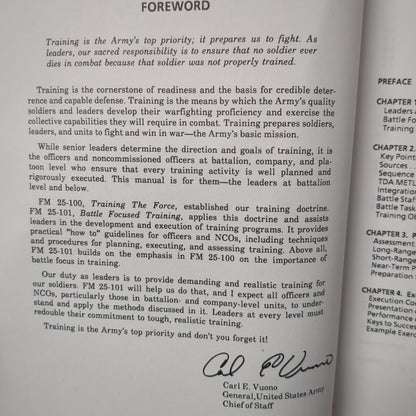 FOREWORD
Training is the Army's top priority; it prepares us to fight. As
leaders, our sacred responsibility is to ensure that no soldier ever
dies in combat because that soldier was not properly trained.
Training is the cornerstone of readiness and the basis for credible deter-
rence and capable defense. Training is the means by which the Army's quality
soldiers and leaders develop their warfighting proficiency and exercise the
collective capabilities they will require in combat. Training prepares soldiers,
leaders, and units to fight and win in war—the Army's basic mission.
While senior leaders determine the direction and goals of training, it is
the officers and noncommissioned officers at battalion, company, and pla-
toon level who ensure that every training activity is well planned and
rigorously executed. This manual is for them—the leaders at battalion
level and below.
FM 25-100, Training The Force, established our training doctrine.
FM 25-101, Battle Focused Training, applies this doctrine and assists
leaders in the development and execution of training programs. It provides
practical "how to" guidelines for officers and NCOs, including techniques
and procedures for planning, executing, and assessing training. Above all,
FM 25-101 builds on the emphasis in FM 25-100 on the importance of
battle focus in training.
Our duty as leaders is to provide demanding and realistic training for
our soldiers. FM 25-101 will help us do that, and I expect all officers and
NCOs, particularly those in battalion- and company-level units, to under-
stand and apply the methods discussed in it. Leaders at every level must
redouble their commitment to tough, realistic training.
Training is the Army's top priority and don't you forget it!
Carl E Vuono
Carl E. Vuono
General, United States Army
Chief of Staff
PREFACE
CHAPTER 1.
Leaders
Battle Fo
Training
CHAPTER 2.
Key Point
Sources
Sequence
TDA METL
Integration
Battle Staff
Battle Task
Training Ob
CHAPTER 3. P
Assessment
Long-Range
Short-Range
Near-Term
Preparation
CHAPTER 4. Ex
Execution Con
Presentation
Performance
Keys to Success
Example Exerc